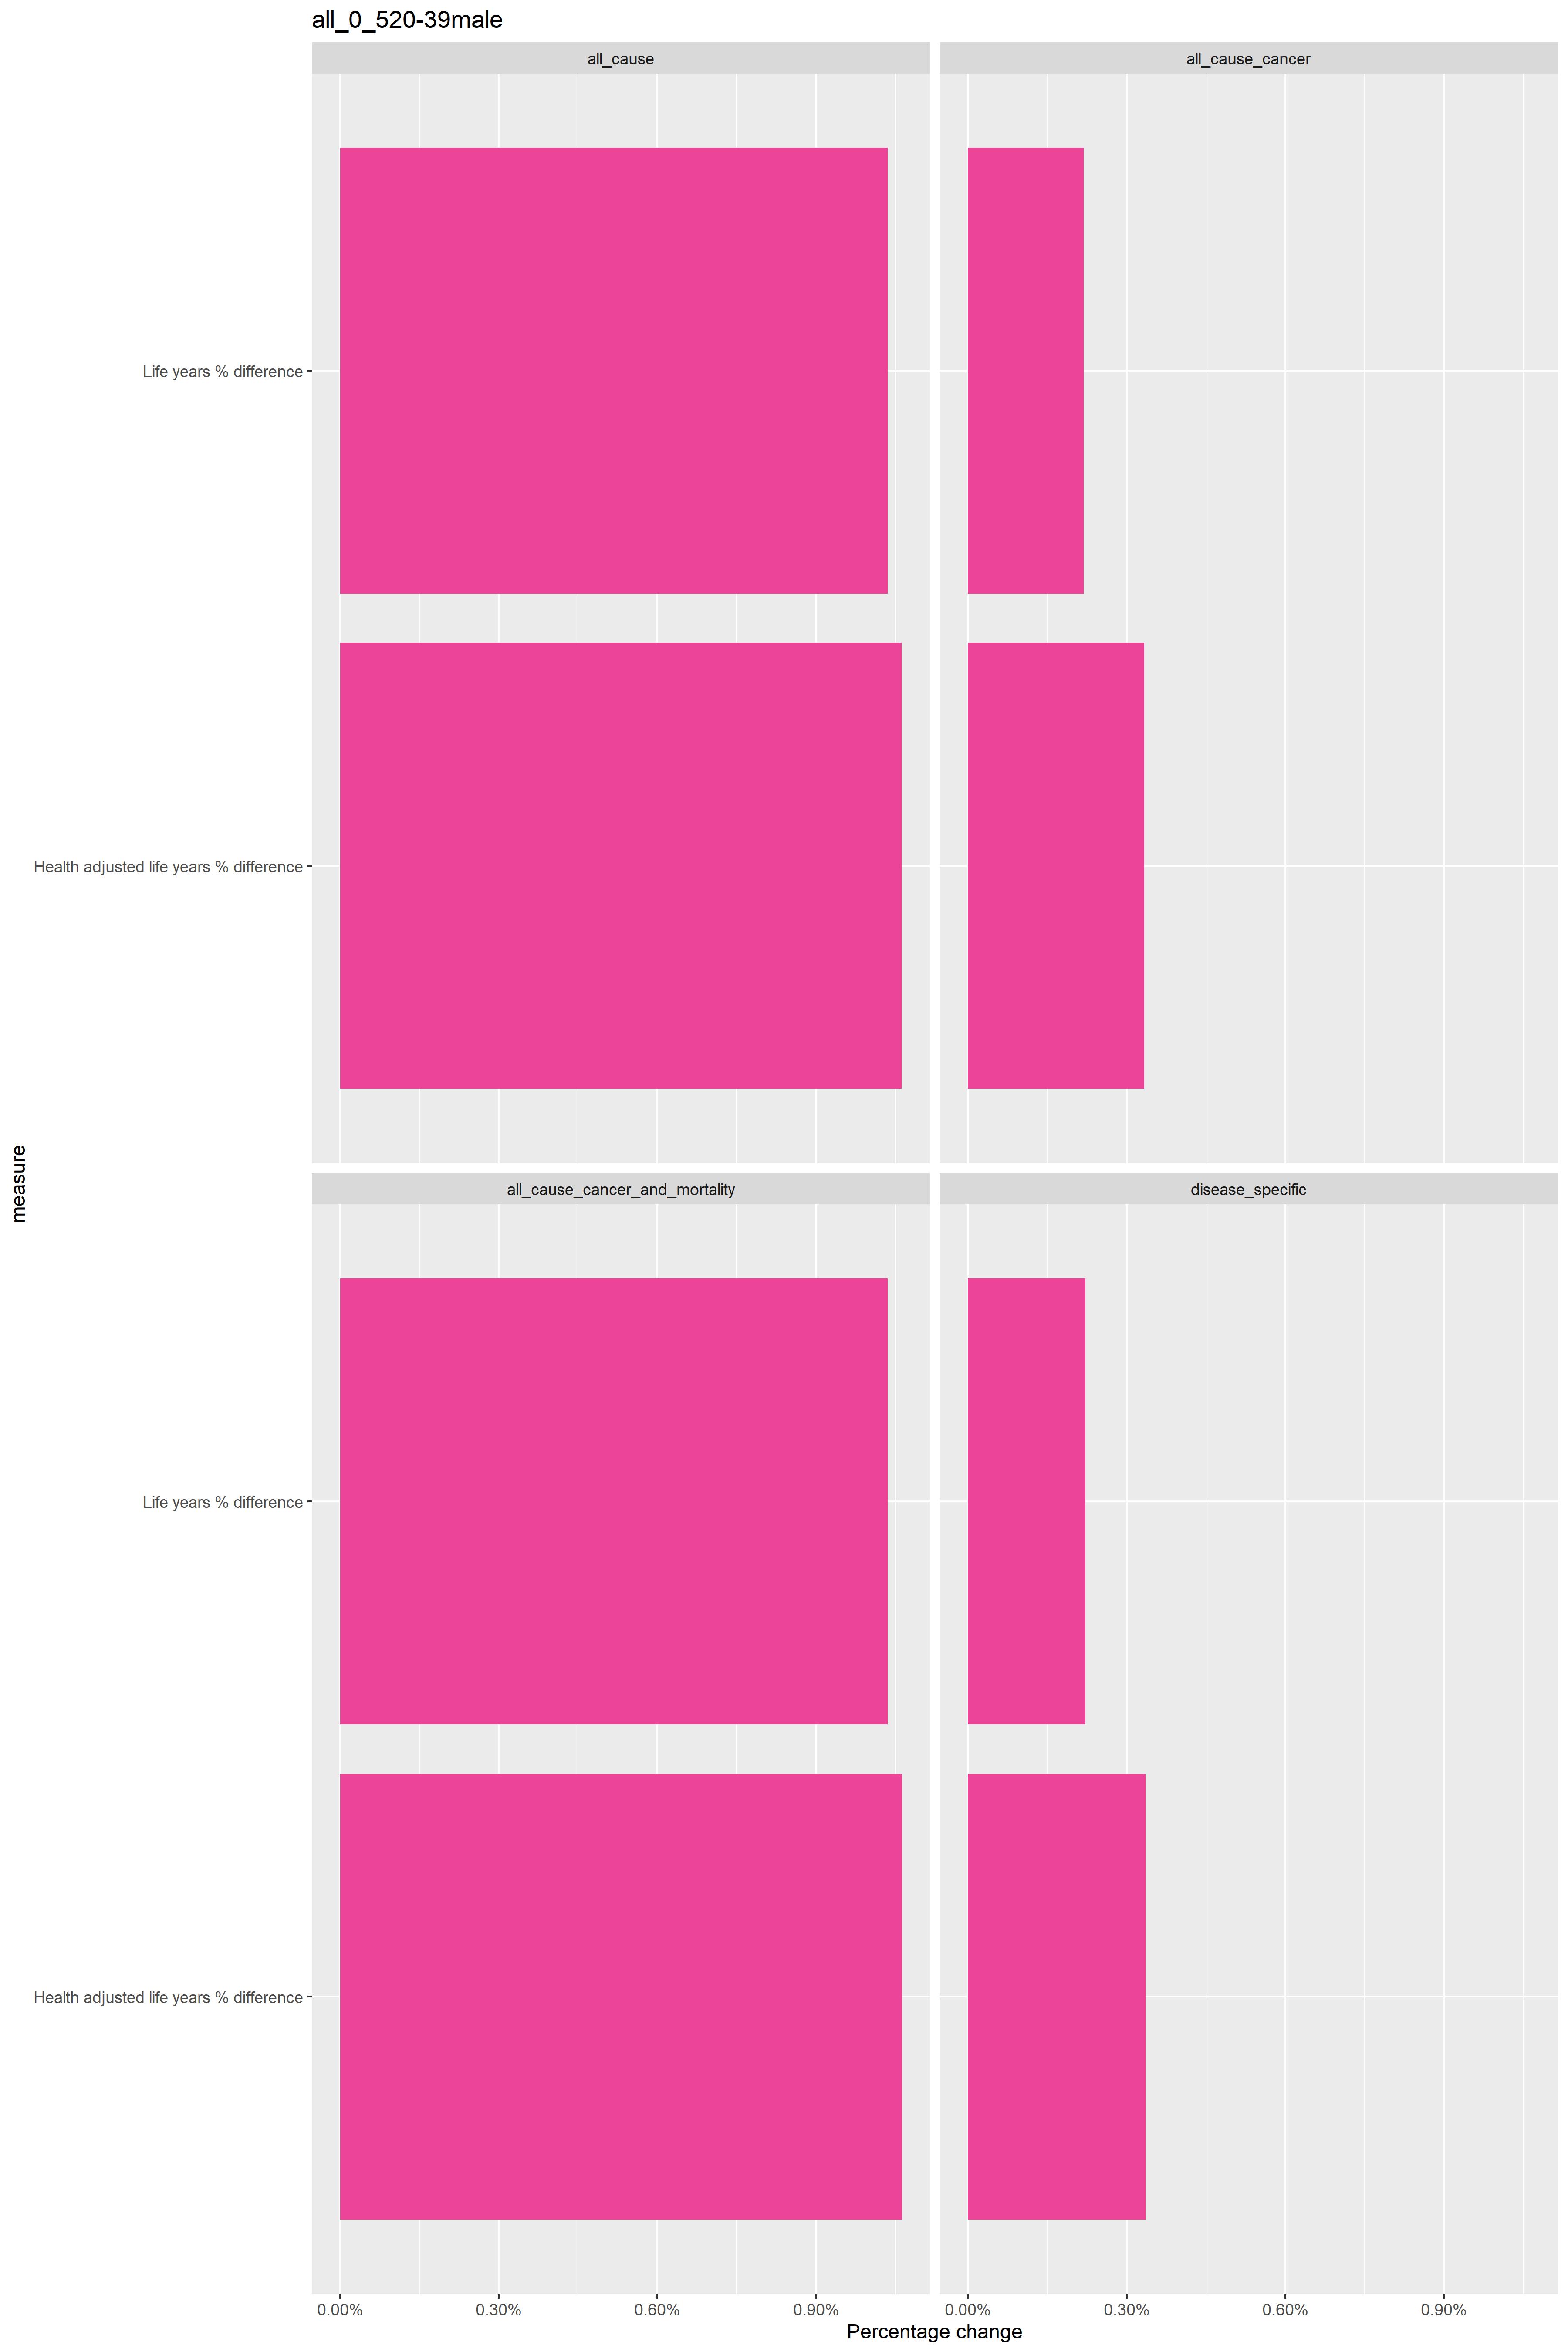 all_0_520-39male
all_cause
all_cause_cancer
Life years % difference
Health adjusted life years % difference
measure
all_cause_cancer_and_mortality
disease_specific
Life years % difference
Health adjusted life years % difference
0.00% 0.30% 0.60% 0.90%
0.00% 0.30% 0.60% 0.90%
Percentage change